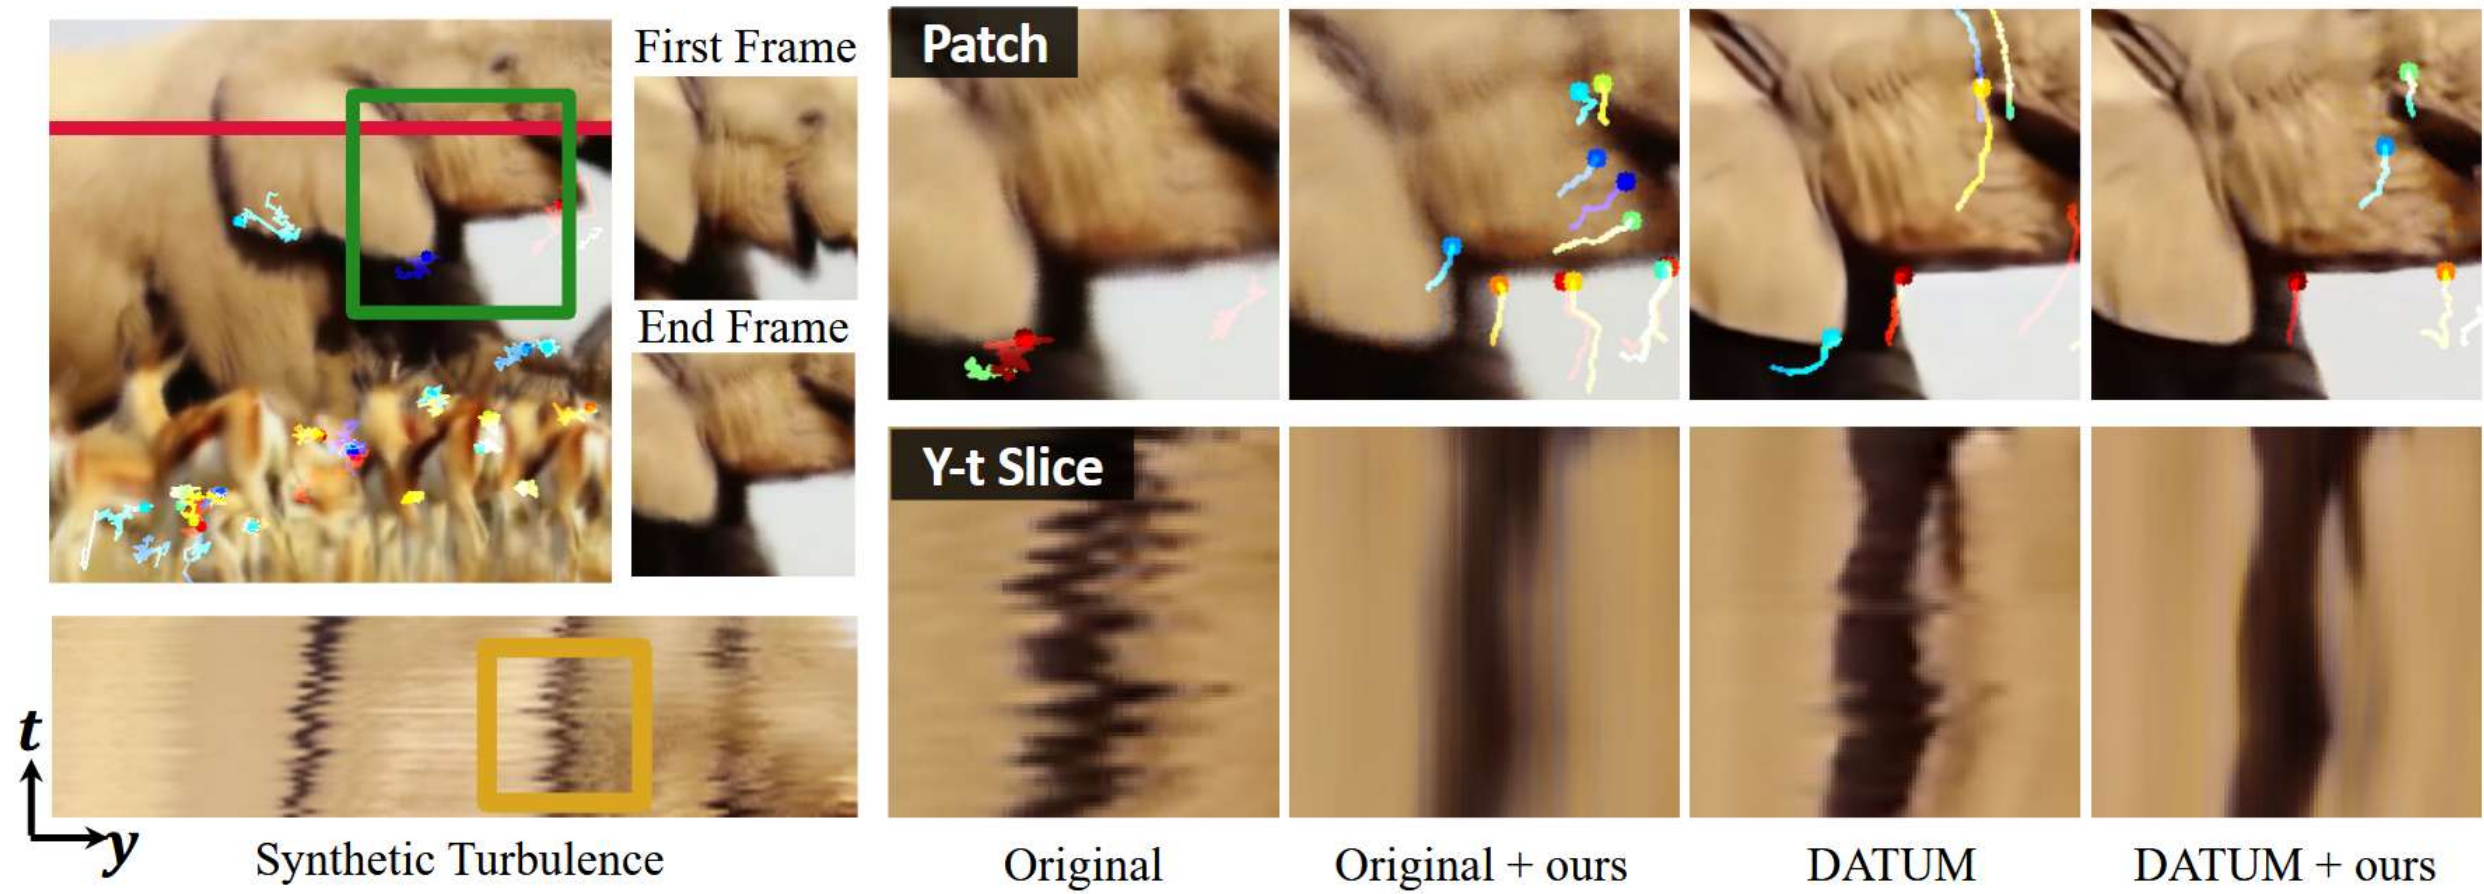 First Frame
End Frame
t
y
Synthetic Turbulence
Patch
Y-t Slice
Original
Original + ours
DATUM
DATUM + ours